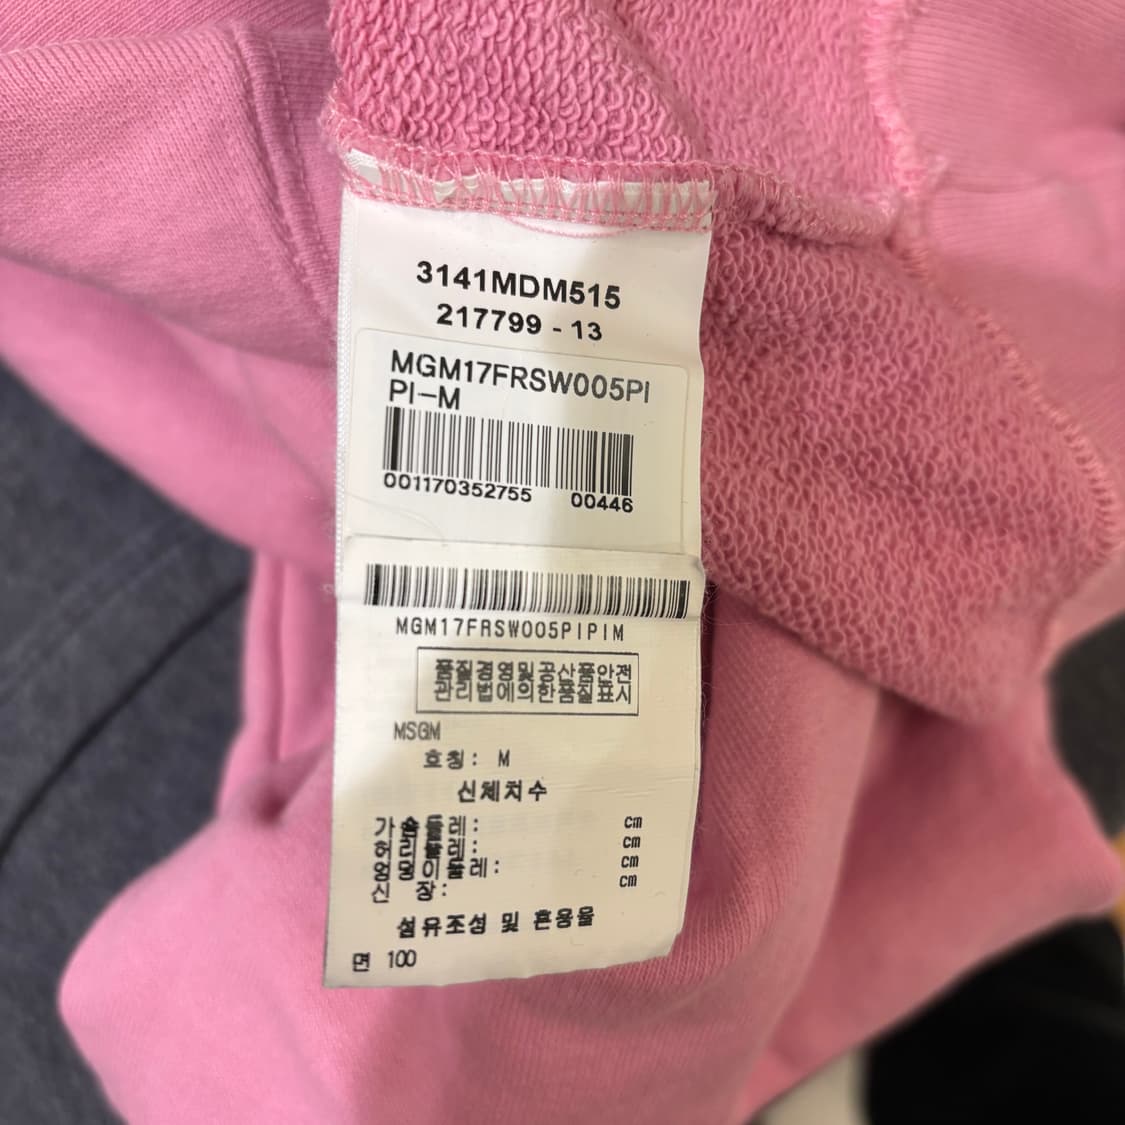 3141MDM515
217799 - 13
MGM17FRSW005PI
PI-M
001170352755 00446
MGM17FRSW005PIPIM
품질경영및공산품안전
관리법에의한품질표시
MSGM
호칭: M
신체치수
가슴둘레: cm
허리둘레: cm
엉덩이둘레: cm
신 장: cm
섬유조성 및 혼용율
면 100